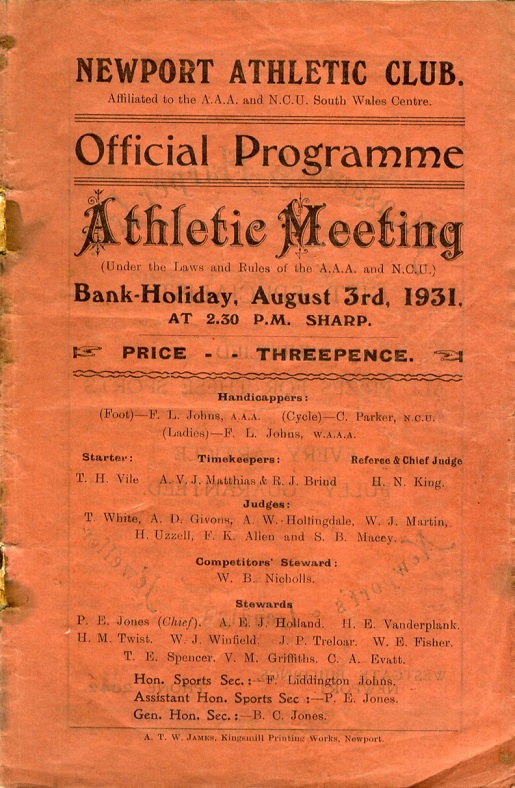 NEWPORT ATHLETIC CLUB.
Affiliated to the A.A.A. and N.C.U. South Wales Centre.
Official Programme
Athletic Meeting
(Under the Laws and Rules of the A.A.A. and N.C.U.)
Bank-Holiday, August 3rd, 1931,
AT 2.30 P.M. SHARP.
PRICE - - THREEPENCE.
Handicappers:
(Foot)—F. L. Johns, A.A.A. (Cycle)—C. Parker, N.C.U.
(Ladies)—F. L. Johns, W.A.A.A.
Starter: Timekeepers: Referee & Chief Judge
T. H. Vile A. V. J. Matthias & R. J. Brind H. N. King.
Judges:
T. White, A. D. Givons, A. W. Hollingdale, W. J. Martin,
H. Uzzell, F. K. Allen and S. B. Macey.
Competitors' Steward:
W. B. Nicholls.
Stewards
P. E. Jones (Chief). A. E. J. Holland. H. E. Vanderplank.
H. M. Twist. W. J. Winfield. J. P. Treloar. W. E. Fisher.
T. E. Spencer. V. M. Griffiths. C. A. Evatt.
Hon. Sports Sec.:—F. Liddington Johns.
Assistant Hon. Sports Sec :—P. E. Jones.
Gen. Hon. Sec.:—B. C. Jones.
A. T. W. JAMES, Kingsmill Printing Works, Newport.